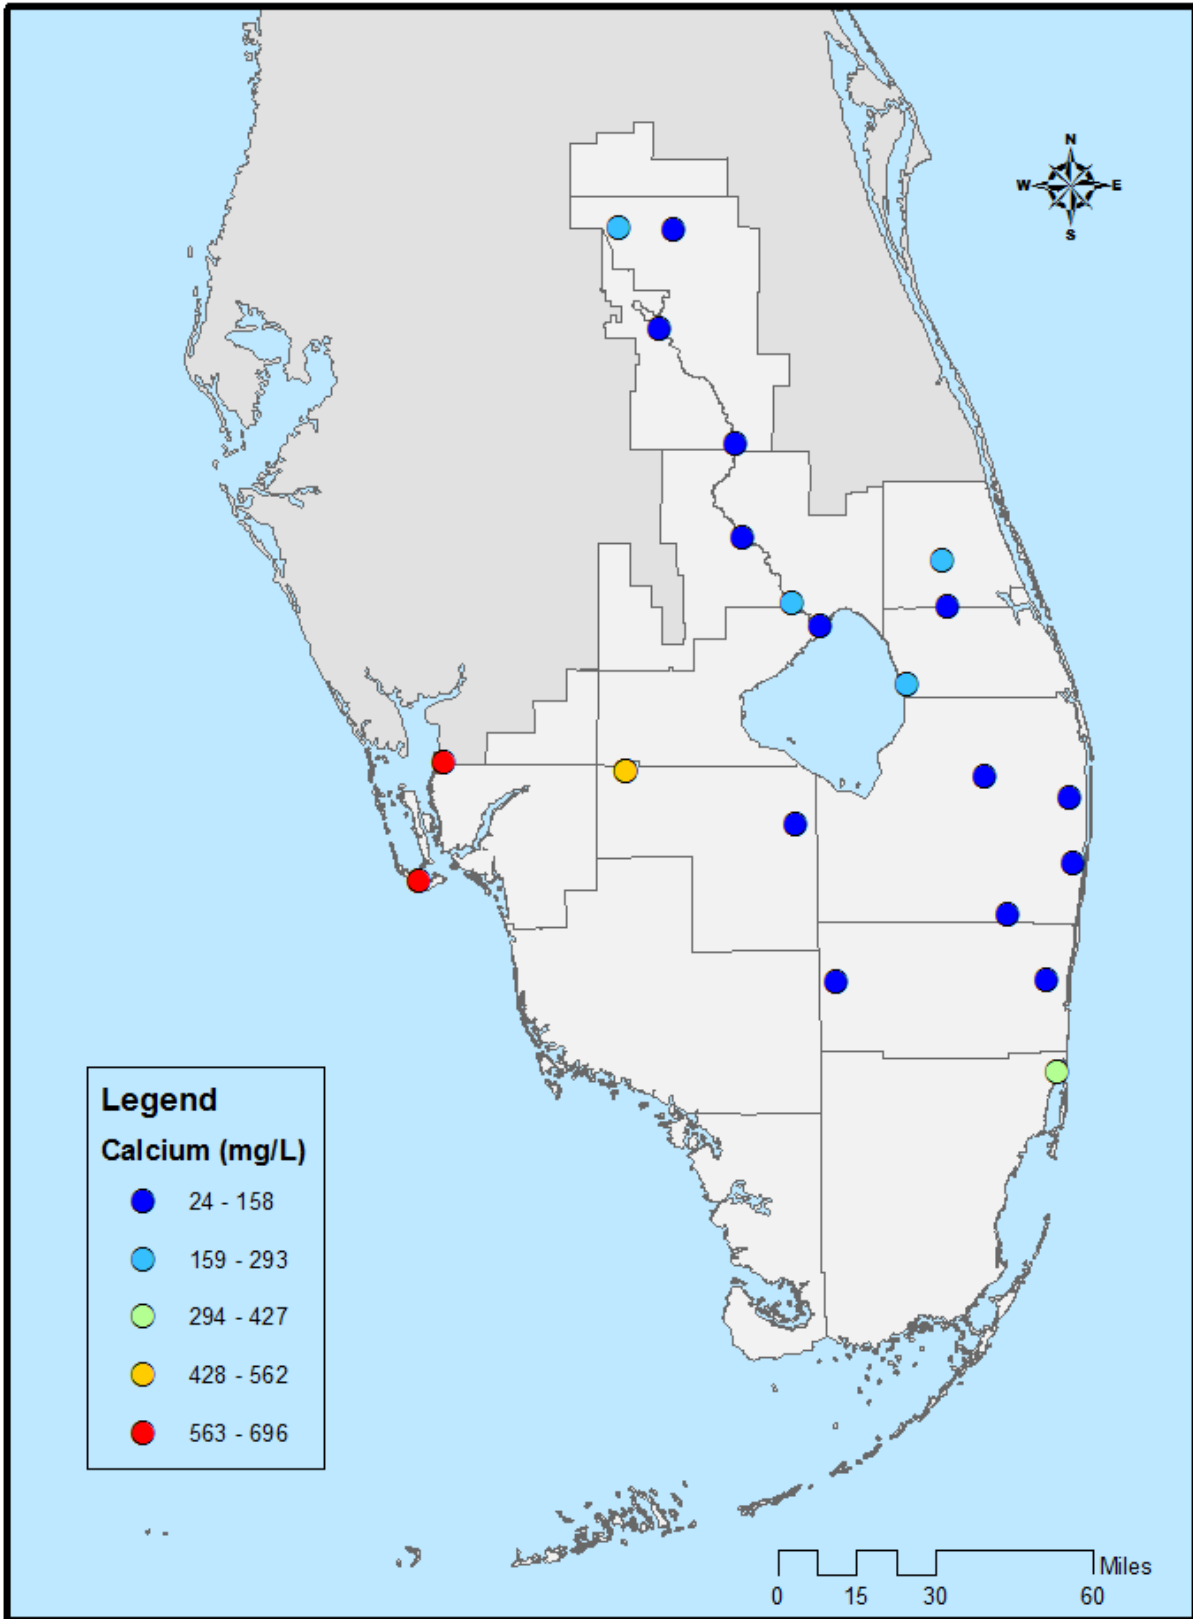 N
W E
S
Legend
Calcium (mg/L)
24 - 158
159 - 293
294 - 427
428 - 562
563 - 696
Miles
0 15 30 60